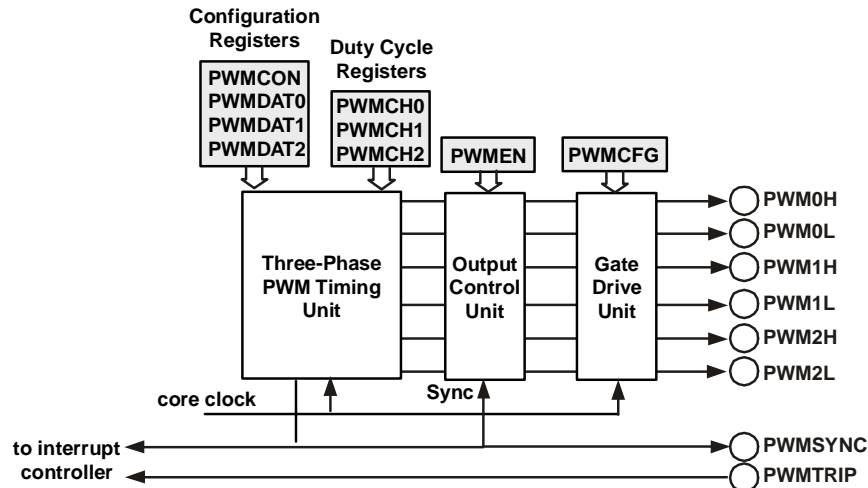 Configuration
Registers
Duty Cycle
Registers
PWMCON
PWMDAT0
PWMDAT1
PWMDAT2
PWMCH0
PWMCH1
PWMCH2
PWMEN
PWMCFG
Three-Phase
PWM Timing
Unit
Output
Control
Unit
Gate
Drive
Unit
PWM0H
PWM0L
PWM1H
PWM1L
PWM2H
PWM2L
core clock
Sync
to interrupt
controller
PWMSYNC
PWMTRIP